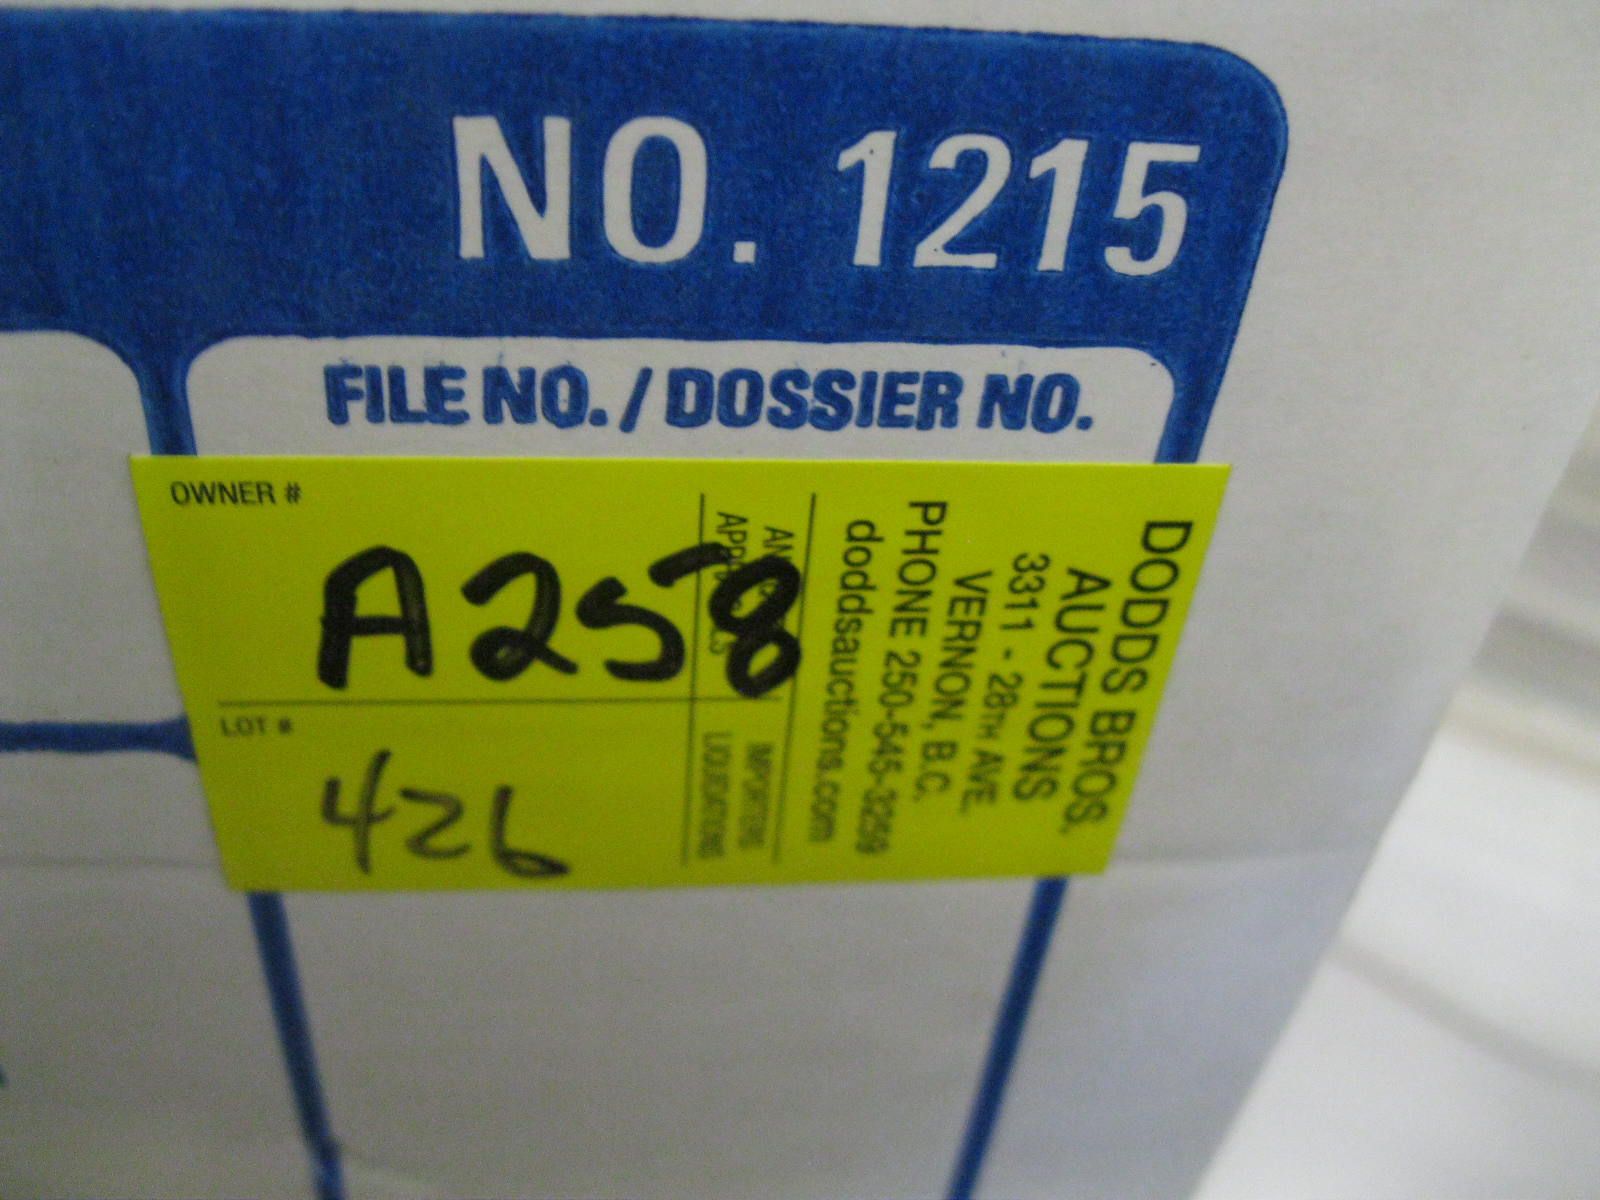 NO. 1215
FILE NO. / DOSSIER NO.
OWNER #
A258
LOT #
426
DODDS BROS.
AUCTIONS
3311 - 28TH AVE.
VERNON, B.C.
PHONE 250-545-3259
doddsauctions.com
IMPORTERS
LIQUIDATIONS